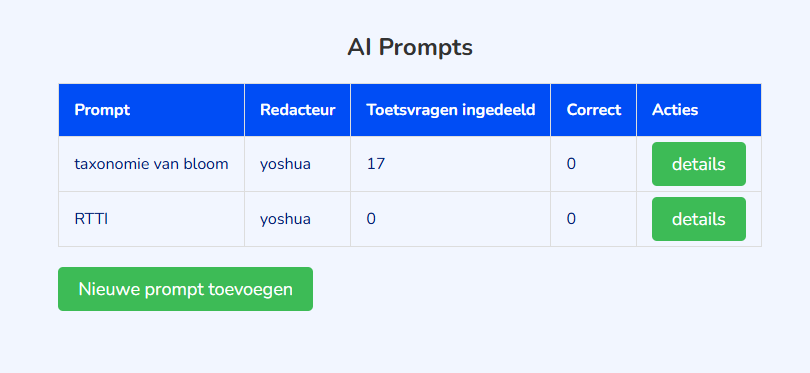 AI Prompts
Prompt Redacteur Toetsvragen ingedeeld Correct Acties
taxonomie van bloom yoshua 17 0 details
RTTI yoshua 0 0 details
Nieuwe prompt toevoegen